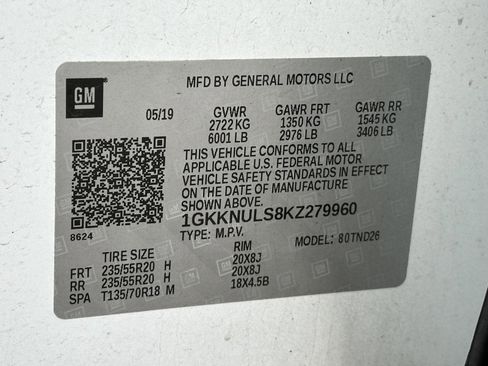 GM
MFD BY GENERAL MOTORS LLC
05/19 GVWR GAWR FRT GAWR RR
2722 KG 1350 KG 1545 KG
6001 LB 2976 LB 3406 LB
THIS VEHICLE CONFORMS TO ALL
APPLICABLE U.S. FEDERAL MOTOR
VEHICLE SAFETY STANDARDS IN EFFECT
ON THE DATE OF MANUFACTURE
SHOWN ABOVE.
1GKKNULS8KZ279960
8624
TYPE: M.P.V. MODEL: 80TND26
TIRE SIZE RIM
FRT 235/55R20 H 20X8J
RR 235/55R20 H 20X8J
SPA T135/70R18 M 18X4.5B